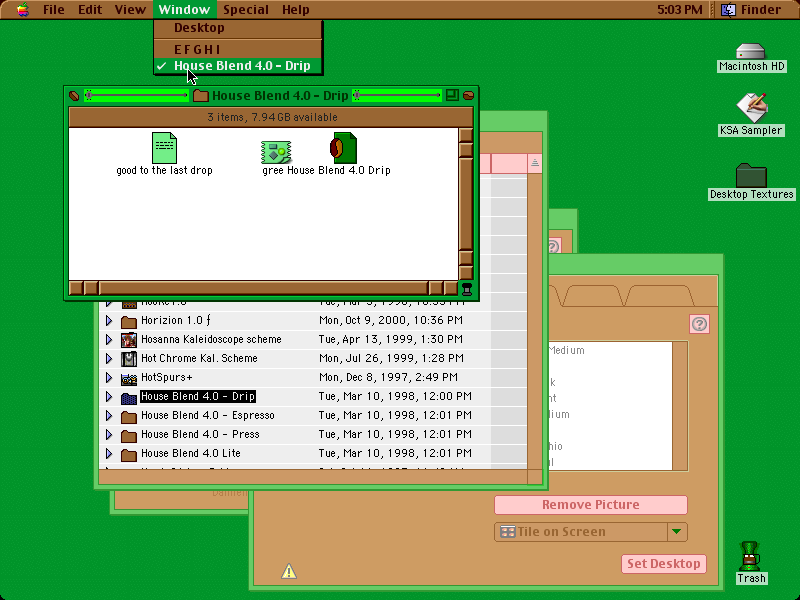 File Edit View Window Special Help 5:03 PM Finder
Desktop
E F G H I
✓ House Blend 4.0 - Drip
House Blend 4.0 - Drip
3 items, 7.94 GB available
good to the last drop
gree House Blend 4.0 Drip
Macintosh HD
KSA Sampler
Desktop Textures
Trash
Horizion 1.0 ƒ Mon, Oct 9, 2000, 10:36 PM
Hosanna Kaleidoscope scheme Tue, Apr 13, 1999, 1:30 PM
Hot Chrome Kal. Scheme Mon, Jul 26, 1999, 1:28 PM
HotSpurs+ Mon, Dec 8, 1997, 2:49 PM
House Blend 4.0 - Drip Tue, Mar 10, 1998, 12:00 PM
House Blend 4.0 - Espresso Tue, Mar 10, 1998, 12:01 PM
House Blend 4.0 - Press Tue, Mar 10, 1998, 12:01 PM
House Blend 4.0 Lite Tue, Mar 10, 1998, 12:01 PM
Medium
Remove Picture
Tile on Screen
Set Desktop